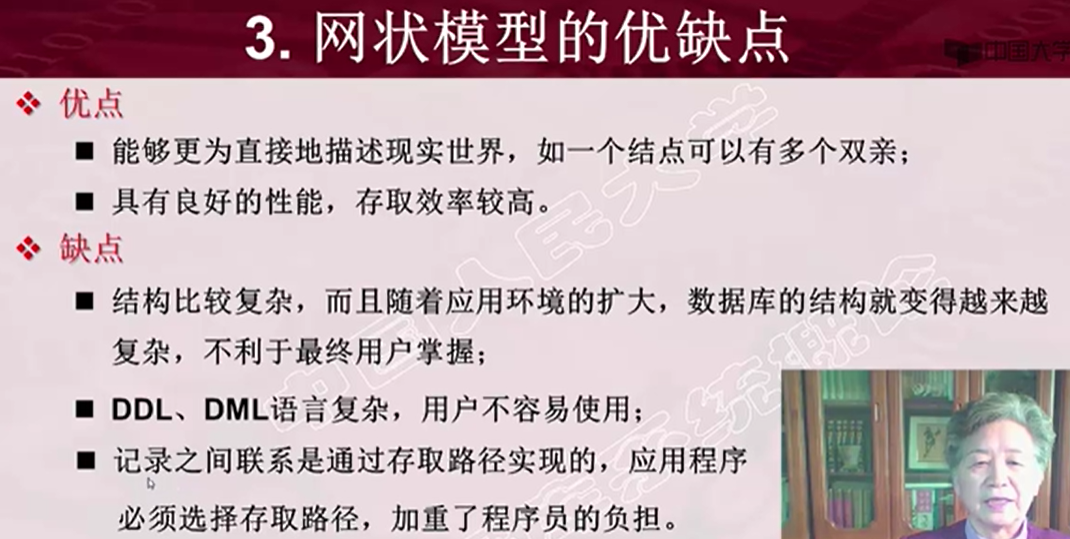 3. 网状模型的优缺点
中国大学
优点
能够更为直接地描述现实世界，如一个结点可以有多个双亲；
具有良好的性能，存取效率较高。
缺点
结构比较复杂，而且随着应用环境的扩大，数据库的结构就变得越来越
复杂，不利于最终用户掌握；
DDL、DML语言复杂，用户不容易使用；
记录之间联系是通过存取路径实现的，应用程序
必须选择存取路径，加重了程序员的负担。
中国人民大学